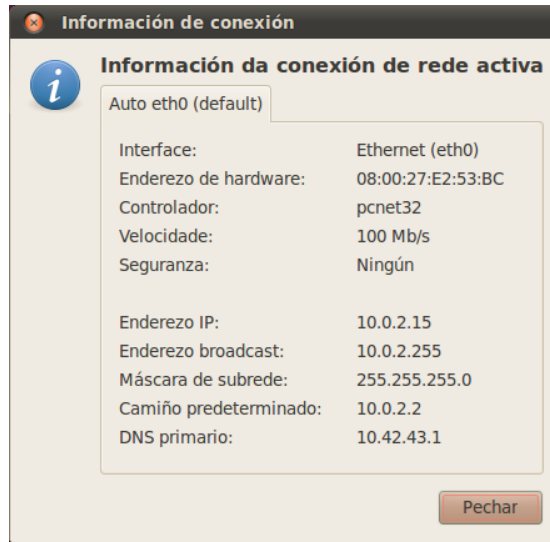 Información de conexión
Información da conexión de rede activa
Auto eth0 (default)
Interface: Ethernet (eth0)
Enderezo de hardware: 08:00:27:E2:53:BC
Controlador: pcnet32
Velocidade: 100 Mb/s
Seguranza: Ningún
Enderezo IP: 10.0.2.15
Enderezo broadcast: 10.0.2.255
Máscara de subrede: 255.255.255.0
Camiño predeterminado: 10.0.2.2
DNS primario: 10.42.43.1
Pechar